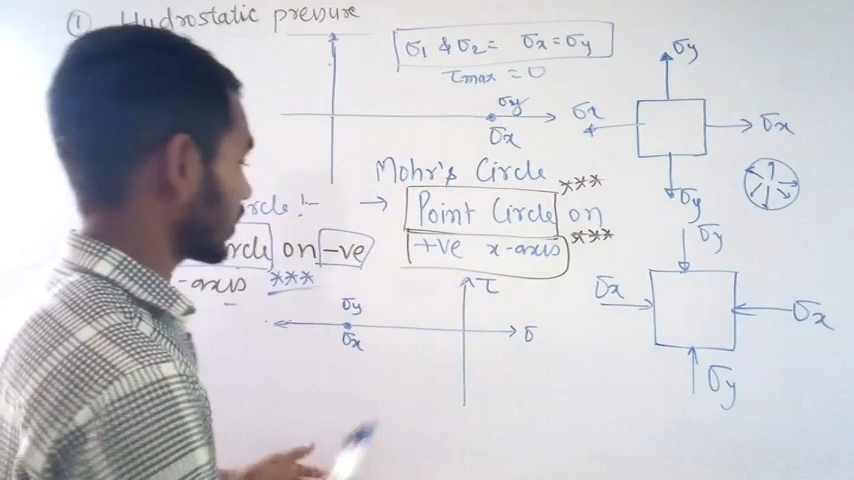 ① Hydrostatic pressure
σ1 & σ2 = σx = σy
τmax = 0
σy
σx
σy
σx
σx
σy
Mohr's Circle
→ Point Circle on
+ve x-axis
***
***
on -ve
-axis ***
σy
σx
τ
σ
σy
σx
σx
σy